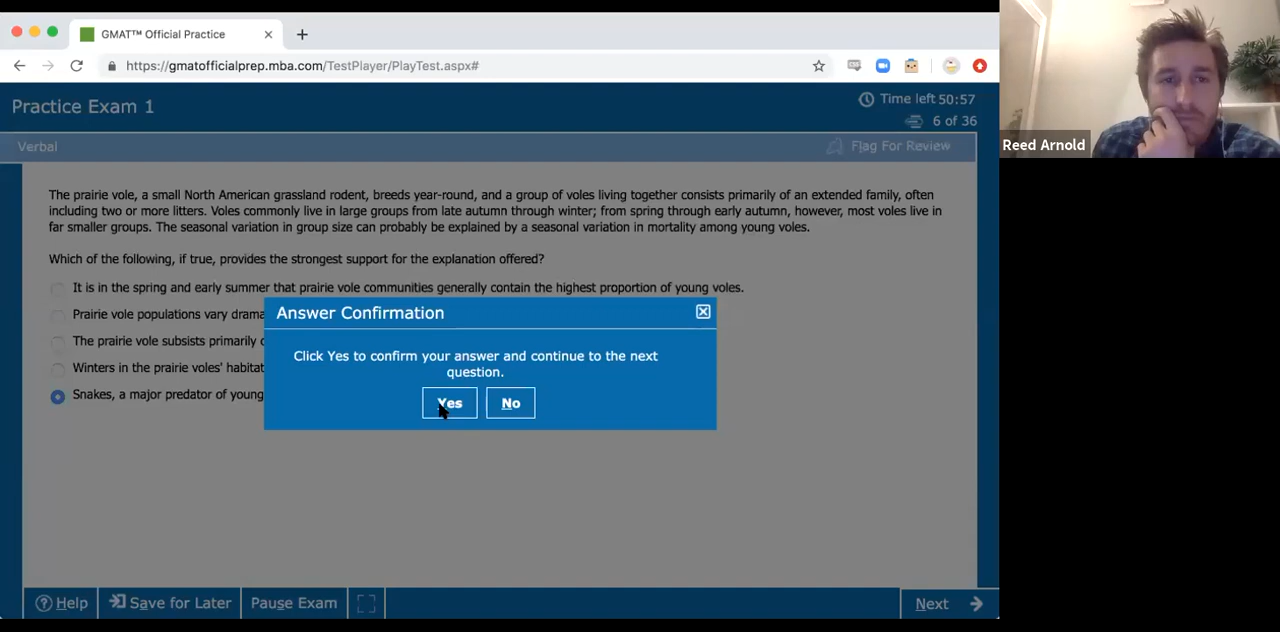 GMAT™ Official Practice
https://gmatofficialprep.mba.com/TestPlayer/PlayTest.aspx#
Practice Exam 1
Time left 50:57
6 of 36
Verbal
Flag For Review
The prairie vole, a small North American grassland rodent, breeds year-round, and a group of voles living together consists primarily of an extended family, often
including two or more litters. Voles commonly live in large groups from late autumn through winter; from spring through early autumn, however, most voles live in
far smaller groups. The seasonal variation in group size can probably be explained by a seasonal variation in mortality among young voles.
Which of the following, if true, provides the strongest support for the explanation offered?
It is in the spring and early summer that prairie vole communities generally contain the highest proportion of young voles.
Prairie vole populations vary drama
The prairie vole subsists primarily
Winters in the prairie voles' habitat
Snakes, a major predator of young
Answer Confirmation
Click Yes to confirm your answer and continue to the next
question.
Yes
No
Help
Save for Later
Pause Exam
Next
Reed Arnold